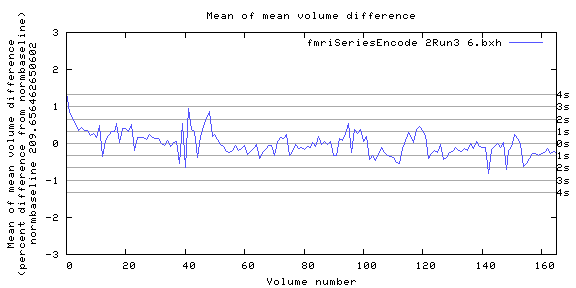 Mean of mean volume difference
fmriSeriesEncode 2Run3 6.bxh
Mean of mean volume difference
(percent difference from normbaseline)
normbaseline 209.656462650602
3
2
1
0
-1
-2
-3
4s
3s
2s
1s
0s
1s
2s
3s
4s
0 20 40 60 80 100 120 140 160
Volume number